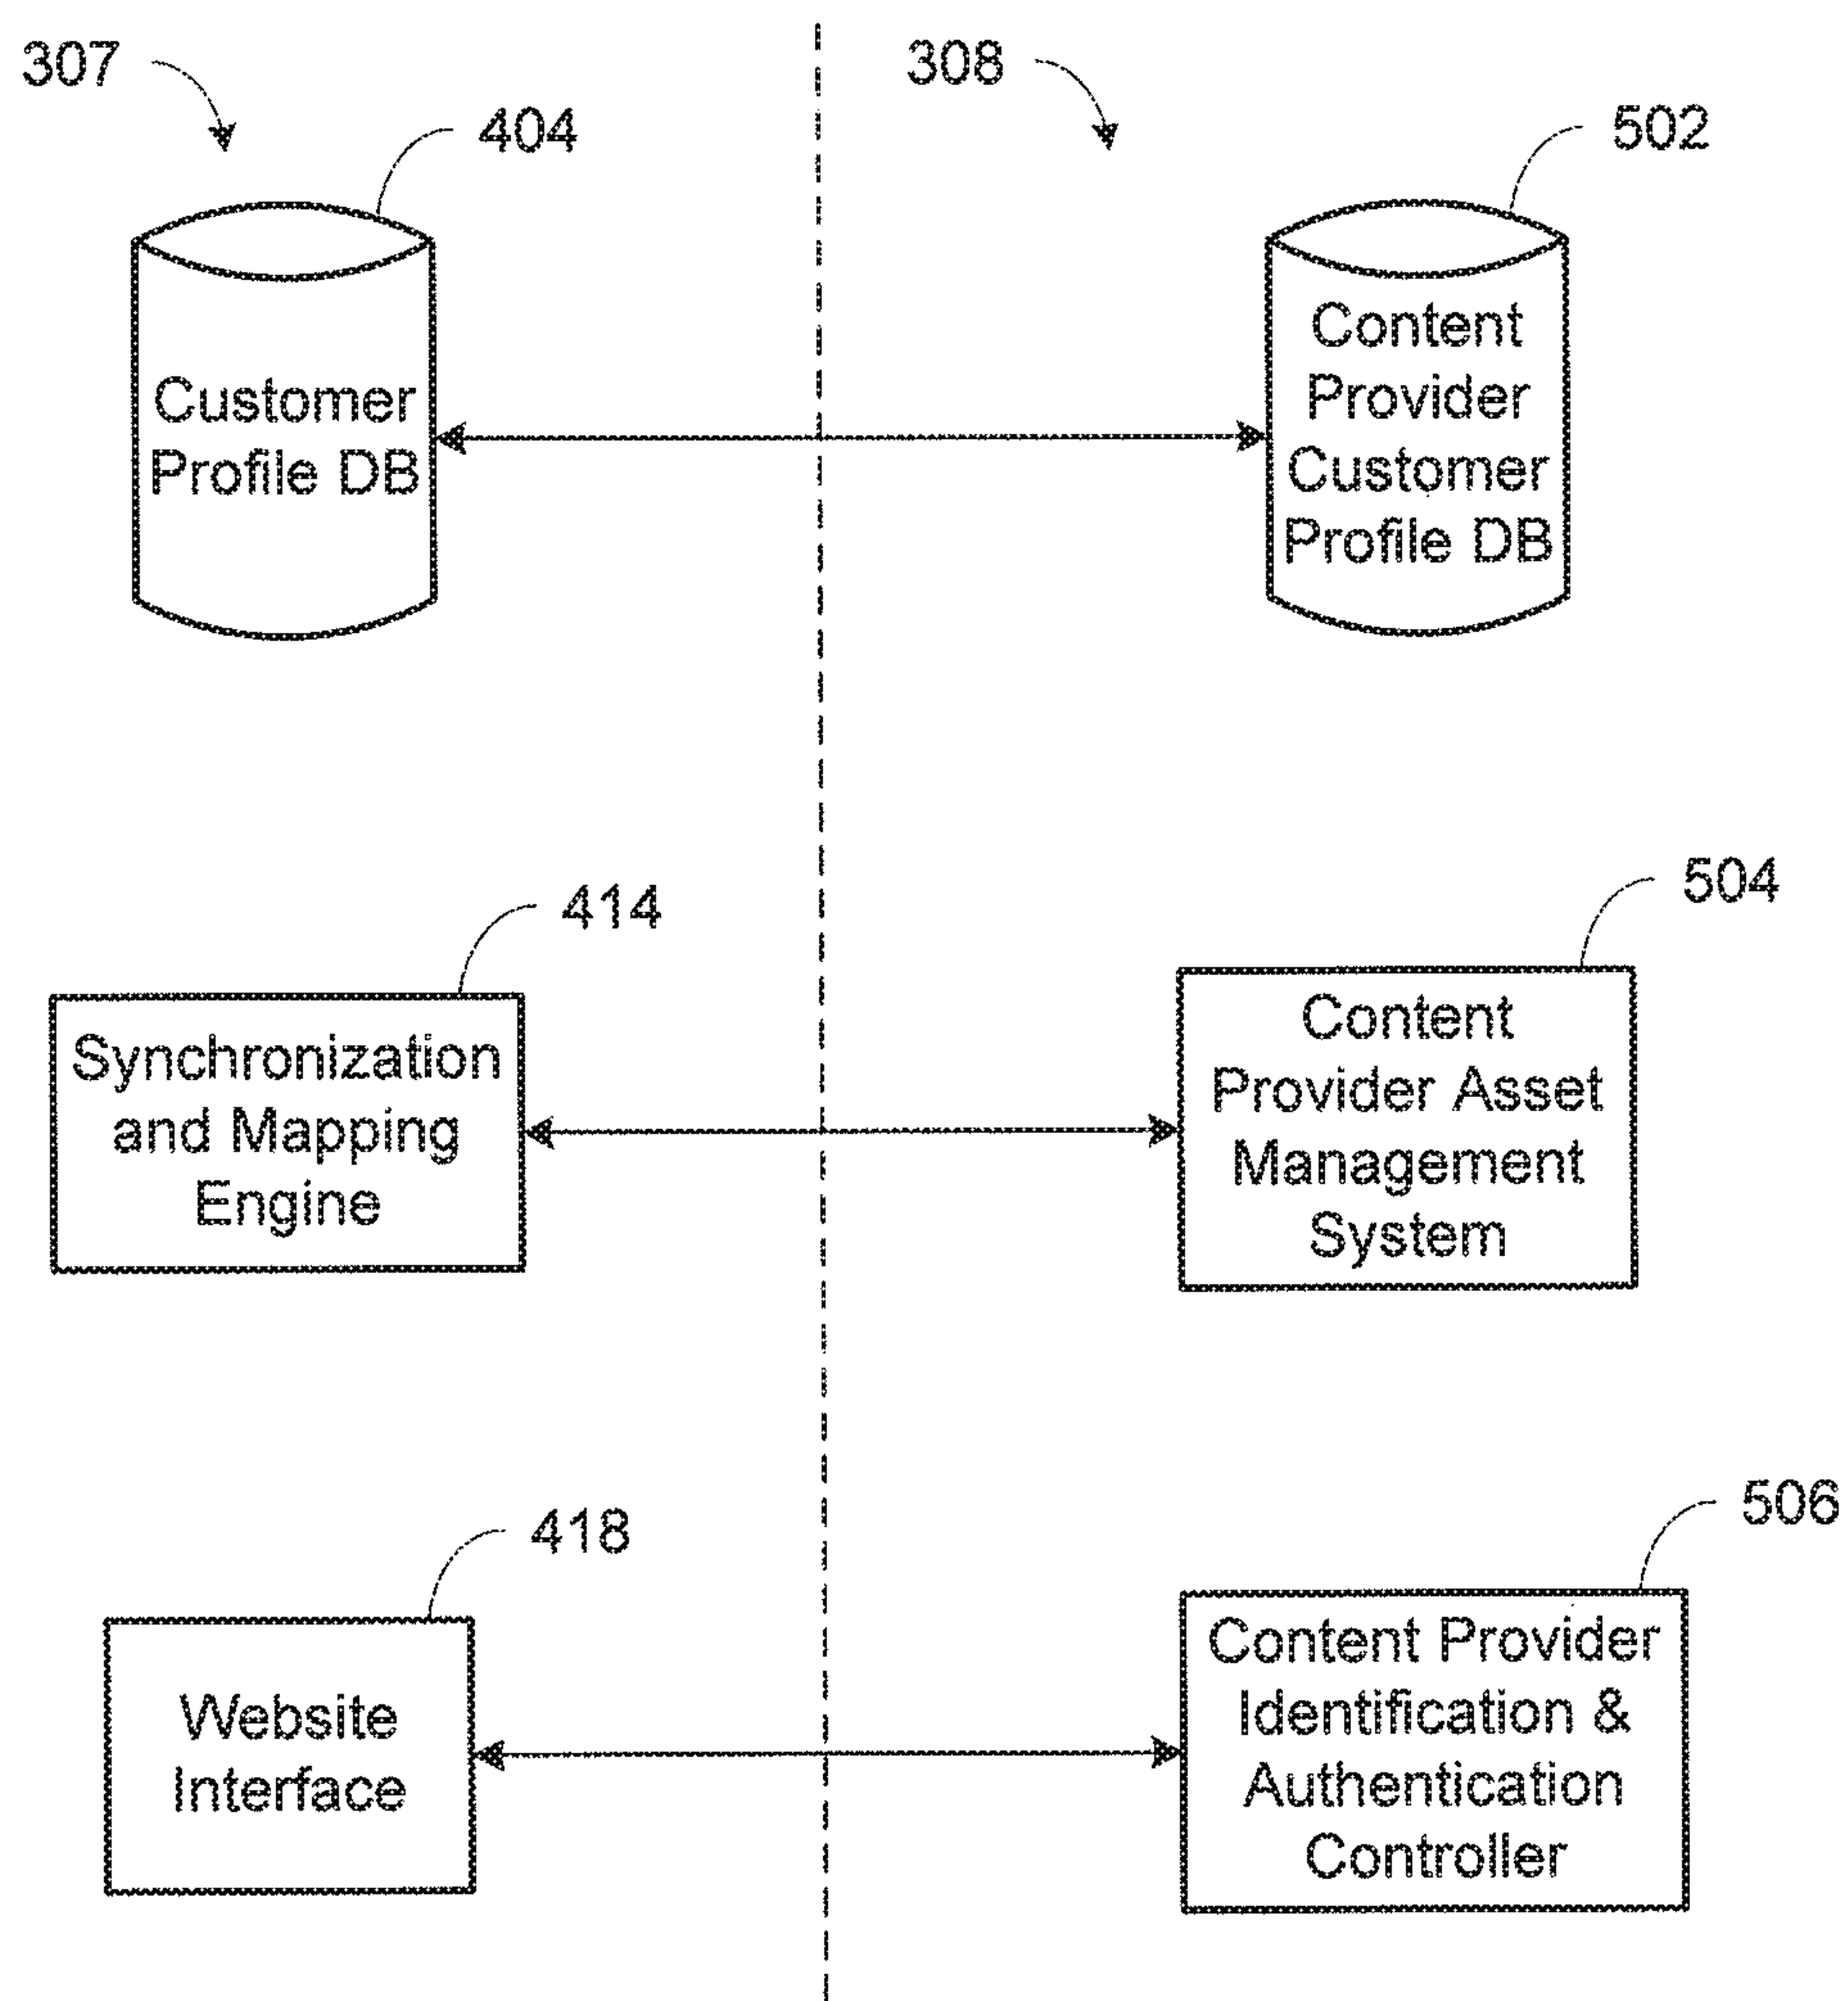 307
308
404
502
Customer
Profile DB
Content
Provider
Customer
Profile DB
414
504
Synchronization
and Mapping
Engine
Content
Provider Asset
Management
System
418
506
Website
Interface
Content Provider
Identification &
Authentication
Controller